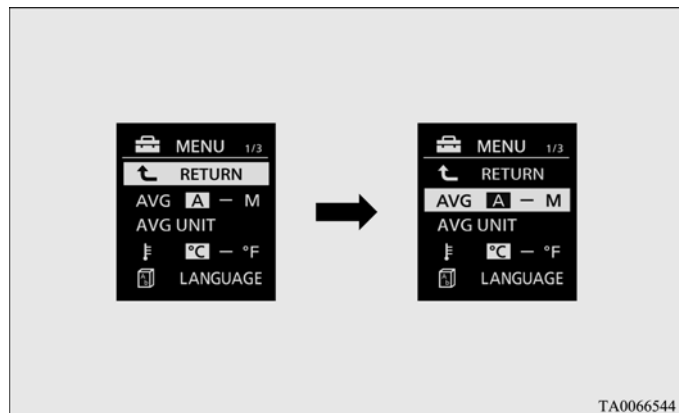 MENU 1/3
RETURN
AVG A – M
AVG UNIT
°C – °F
LANGUAGE
MENU 1/3
RETURN
AVG A – M
AVG UNIT
°C – °F
LANGUAGE
TA0066544